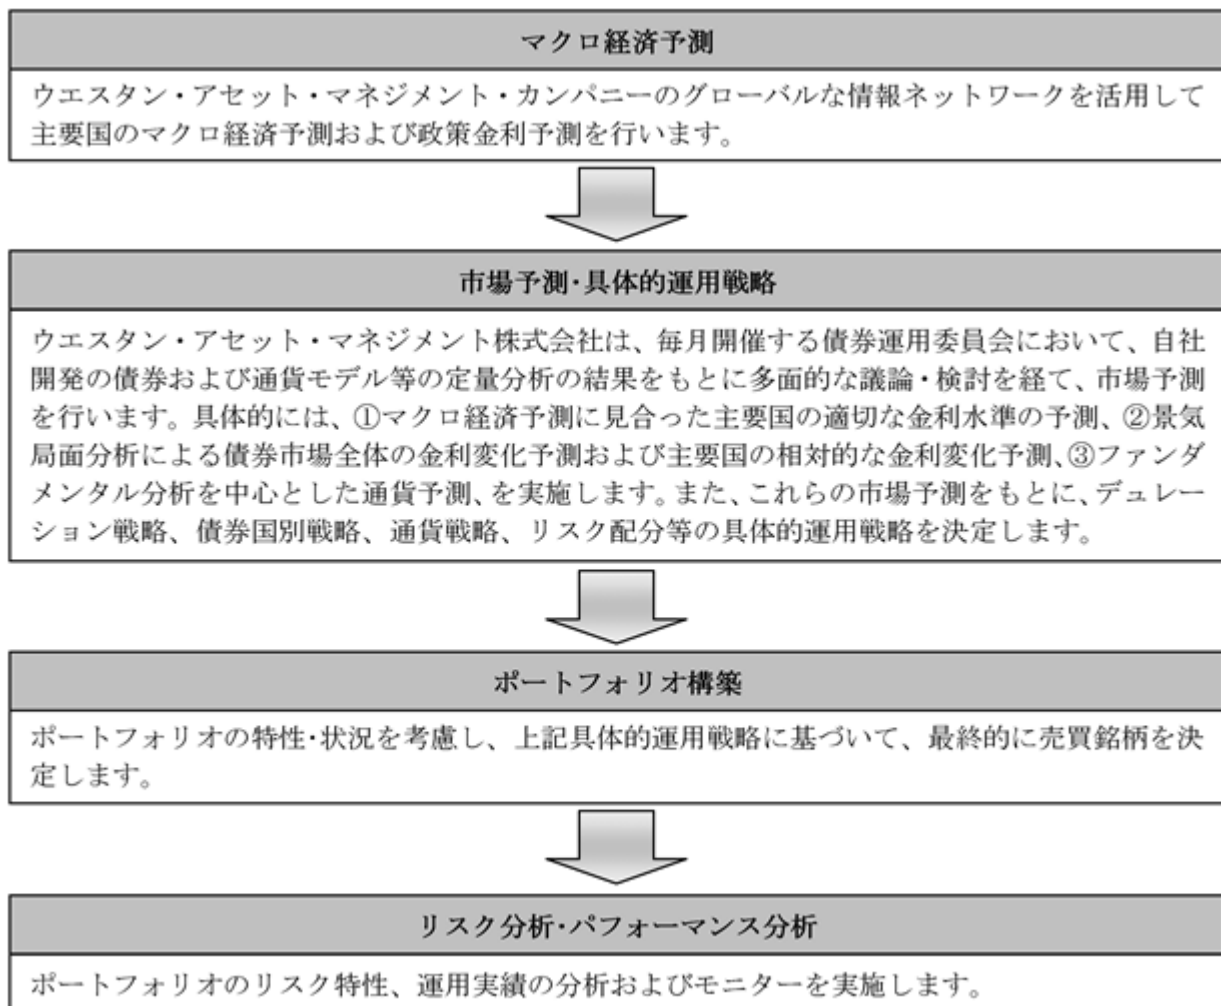 マクロ経済予測
ウエスタン・アセット・マネジメント・カンパニーのグローバルな情報ネットワークを活用して
主要国のマクロ経済予測および政策金利予測を行います。
市場予測･具体的運用戦略
ウエスタン・アセット・マネジメント株式会社は、毎月開催する債券運用委員会において、自社
開発の債券および通貨モデル等の定量分析の結果をもとに多面的な議論・検討を経て、市場予測
を行います。具体的には、①マクロ経済予測に見合った主要国の適切な金利水準の予測、②景気
局面分析による債券市場全体の金利変化予測および主要国の相対的な金利変化予測、③ファンダ
メンタル分析を中心とした通貨予測、を実施します。また、これらの市場予測をもとに、デュレー
ション戦略、債券国別戦略、通貨戦略、リスク配分等の具体的運用戦略を決定します。
ポートフォリオ構築
ポートフォリオの特性･状況を考慮し、上記具体的運用戦略に基づいて、最終的に売買銘柄を決
定します。
リスク分析･パフォーマンス分析
ポートフォリオのリスク特性、運用実績の分析およびモニターを実施します。